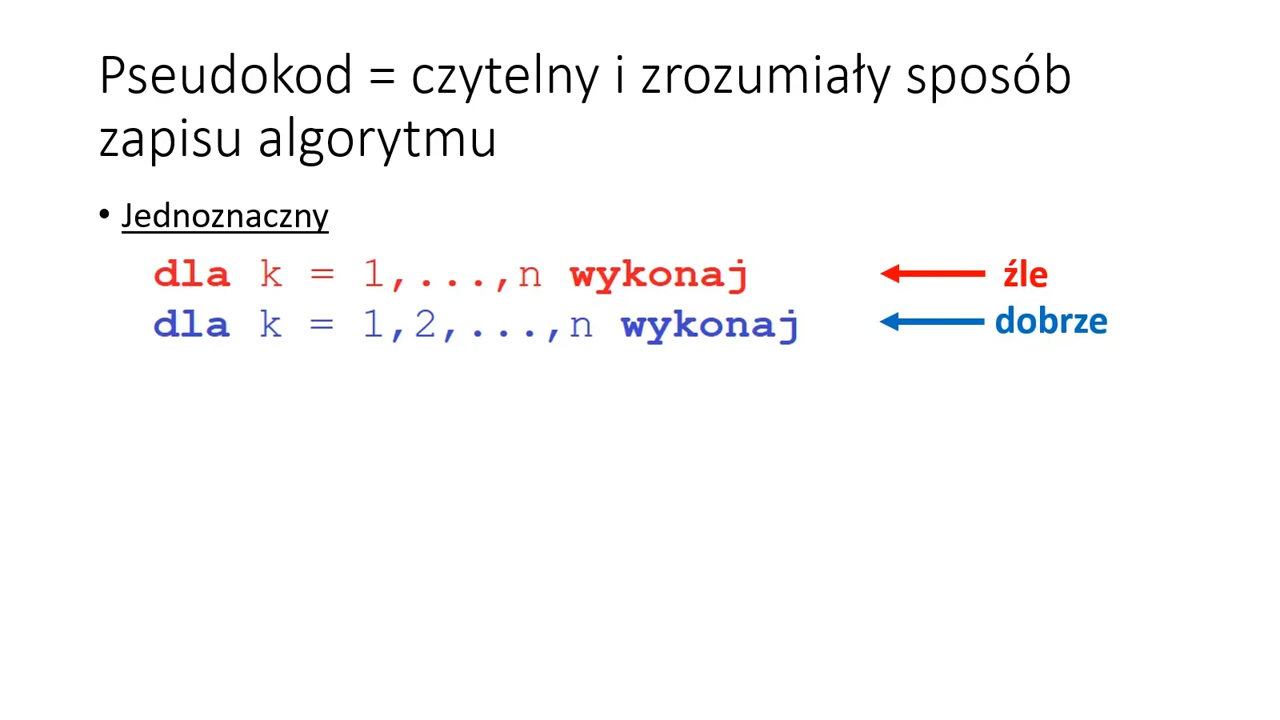 Pseudokod = czytelny i zrozumiały sposób
zapisu algorytmu
• Jednoznaczny
dla k = 1,...,n wykonaj źle
dla k = 1,2,...,n wykonaj dobrze